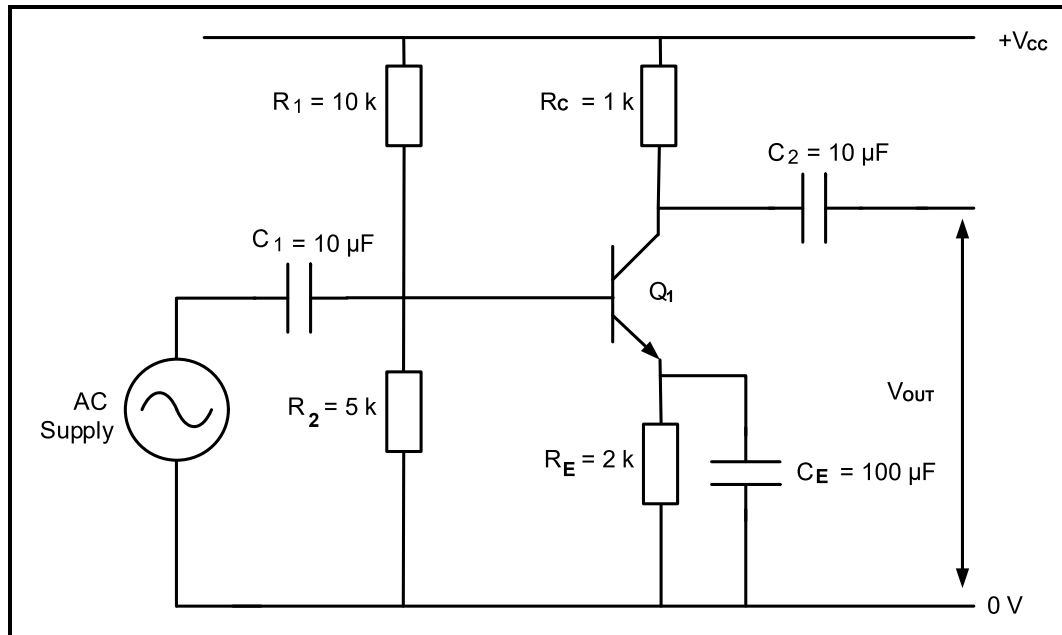 +VCC
R1 = 10 k
RC = 1 k
C2 = 10 µF
C1 = 10 µF
Q1
AC
Supply
R2 = 5 k
VOUT
RE = 2 k
CE = 100 µF
0 V